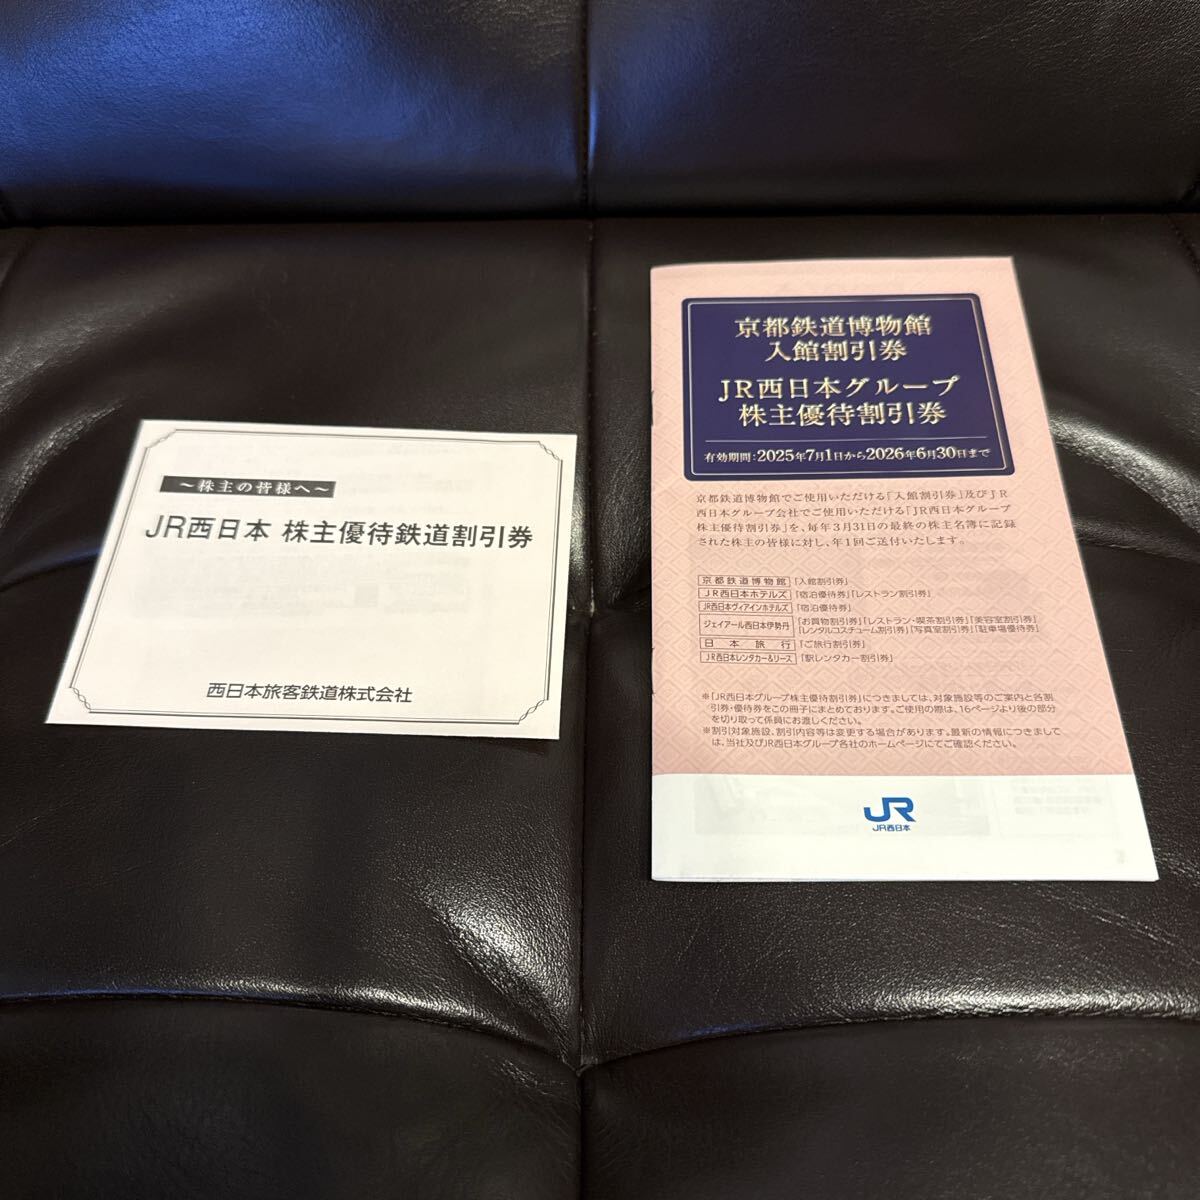 ～株主の皆様へ～
JR西日本 株主優待鉄道割引券
西日本旅客鉄道株式会社
京都鉄道博物館
入館割引券
JR西日本グループ
株主優待割引券
有効期間：2025年7月1日から2026年6月30日まで
京都鉄道博物館でご使用いただける「入館割引券」及びJR
西日本グループ会社でご使用いただける「JR西日本グループ
株主優待割引券」を、毎年3月31日の最終の株主名簿に記録
された株主の皆様に対し、年1回ご送付いたします。
京都鉄道博物館 「入館割引券」
JR西日本ホテルズ 「宿泊優待券」「レストラン割引券」
JR西日本ヴィアインホテルズ 「宿泊優待券」
ジェイアール西日本伊勢丹 「お買物割引券」「レストラン・喫茶割引券」「美容室割引券」
「レンタルコスチューム割引券」「写真室割引券」「駐車場優待券」
日本旅行 「ご旅行割引券」
JR西日本レンタカー&リース 「駅レンタカー割引券」
※「JR西日本グループ株主優待割引券」につきましては、対象施設等のご案内と各割
引券・優待券をこの冊子にまとめております。ご使用の際は、16ページより後の部分
を切り取って係員にお渡しください。
※割引対象施設、割引内容等は変更する場合があります。最新の情報につきまして
は、当社及びJR西日本グループ各社のホームページにてご確認ください。
JR
JR西日本